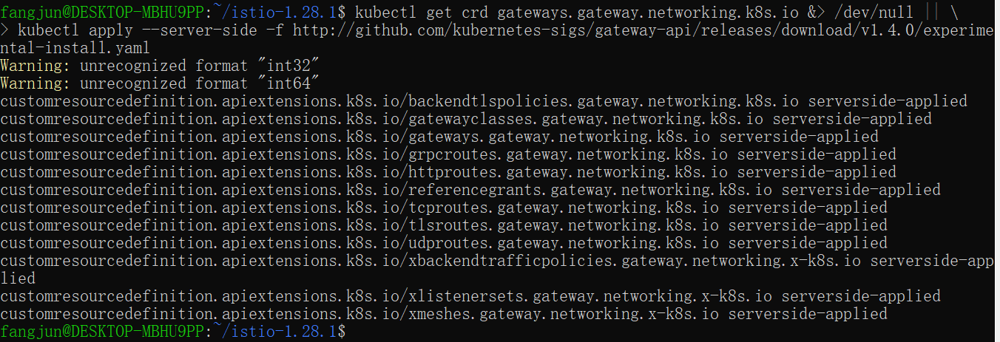 fangjun@DESKTOP-MBHU9PP:~/istio-1.28.1$ kubectl get crd gateways.gateway.networking.k8s.io &> /dev/null || \
> kubectl apply --server-side -f http://github.com/kubernetes-sigs/gateway-api/releases/download/v1.4.0/experime
ntal-install.yaml
Warning: unrecognized format "int32"
Warning: unrecognized format "int64"
customresourcedefinition.apiextensions.k8s.io/backendtlspolicies.gateway.networking.k8s.io serverside-applied
customresourcedefinition.apiextensions.k8s.io/gatewayclasses.gateway.networking.k8s.io serverside-applied
customresourcedefinition.apiextensions.k8s.io/gateways.gateway.networking.k8s.io serverside-applied
customresourcedefinition.apiextensions.k8s.io/grpcroutes.gateway.networking.k8s.io serverside-applied
customresourcedefinition.apiextensions.k8s.io/httproutes.gateway.networking.k8s.io serverside-applied
customresourcedefinition.apiextensions.k8s.io/referencegrants.gateway.networking.k8s.io serverside-applied
customresourcedefinition.apiextensions.k8s.io/tcproutes.gateway.networking.k8s.io serverside-applied
customresourcedefinition.apiextensions.k8s.io/tlsroutes.gateway.networking.k8s.io serverside-applied
customresourcedefinition.apiextensions.k8s.io/udproutes.gateway.networking.k8s.io serverside-applied
customresourcedefinition.apiextensions.k8s.io/xbackendtrafficpolicies.gateway.networking.x-k8s.io serverside-app
lied
customresourcedefinition.apiextensions.k8s.io/xlistenersets.gateway.networking.x-k8s.io serverside-applied
customresourcedefinition.apiextensions.k8s.io/xmeshes.gateway.networking.x-k8s.io serverside-applied
fangjun@DESKTOP-MBHU9PP:~/istio-1.28.1$